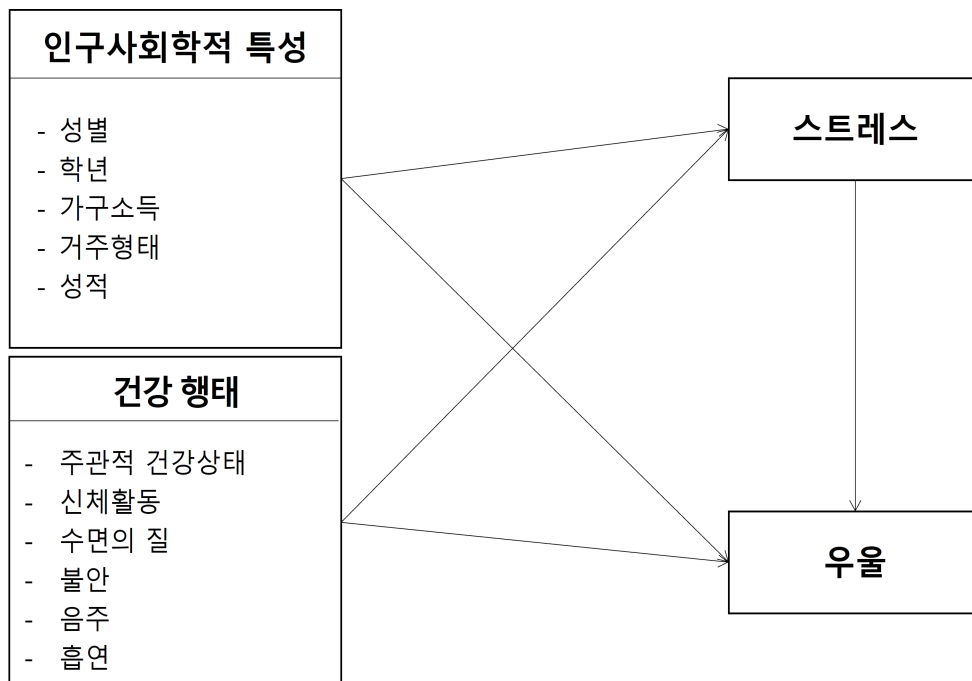 인구사회학적 특성
- 성별
- 학년
- 가구소득
- 거주형태
- 성적
건강 행태
- 주관적 건강상태
- 신체활동
- 수면의 질
- 불안
- 음주
- 흡연
스트레스
우울